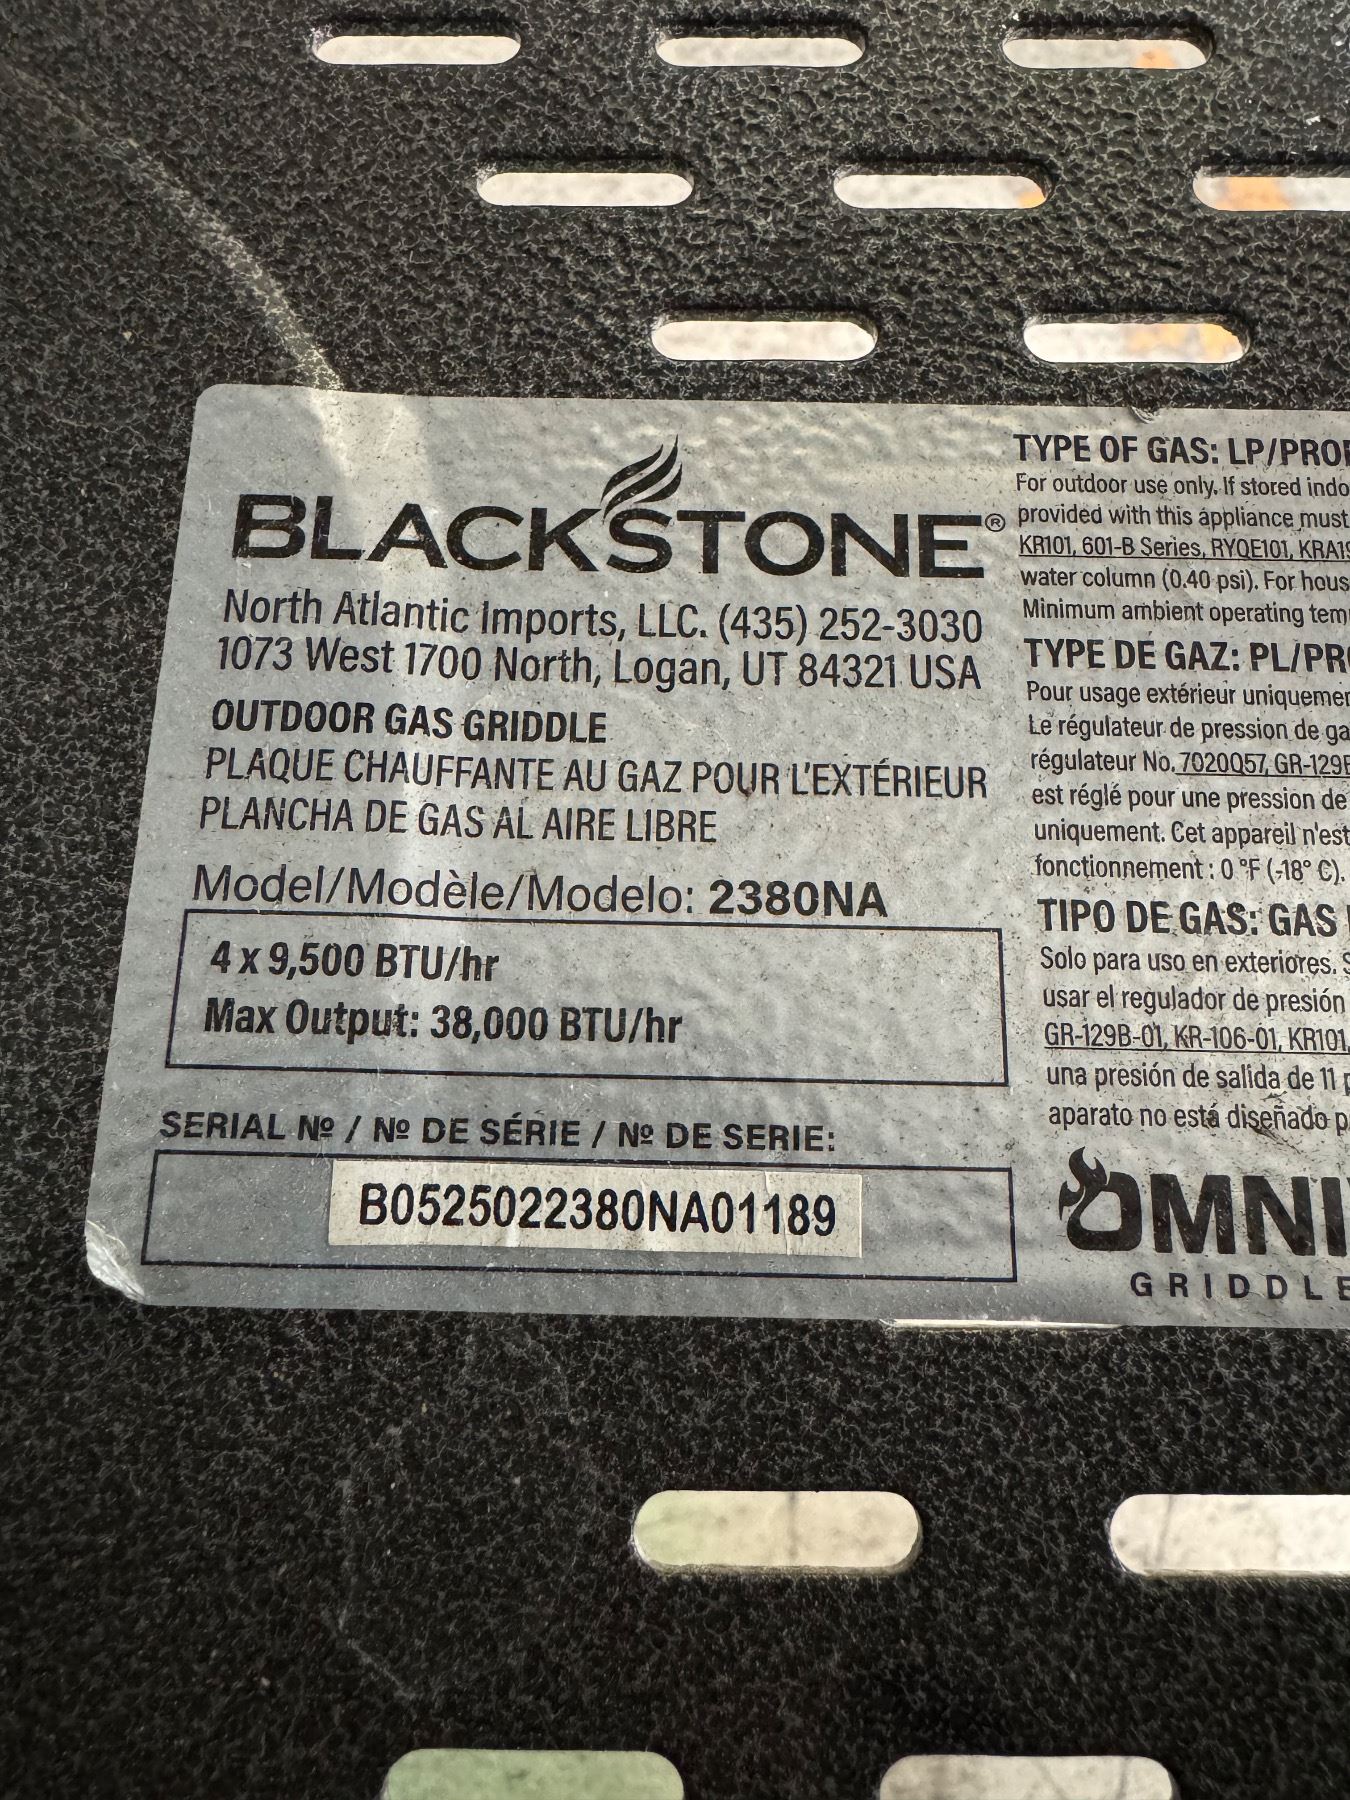 BLACKSTONE®
North Atlantic Imports, LLC. (435) 252-3030
1073 West 1700 North, Logan, UT 84321 USA
OUTDOOR GAS GRIDDLE
PLAQUE CHAUFFANTE AU GAZ POUR L'EXTÉRIEUR
PLANCHA DE GAS AL AIRE LIBRE
Model/Modèle/Modelo: 2380NA
4 x 9,500 BTU/hr
Max Output: 38,000 BTU/hr
SERIAL Nº / Nº DE SÉRIE / Nº DE SERIE:
B0525022380NA01189
TYPE OF GAS: LP/PROP
For outdoor use only. If stored indo
provided with this appliance must
KR101, 601-B Series, RYQE101, KRA19
water column (0.40 psi). For hous
Minimum ambient operating tem
TYPE DE GAZ: PL/PRO
Pour usage extérieur uniquemen
Le régulateur de pression de ga
régulateur No. 7020Q57, GR-129B
est réglé pour une pression de
uniquement. Cet appareil n'est
fonctionnement : 0 °F (-18° C).
TIPO DE GAS: GAS
Solo para uso en exteriores. S
usar el regulador de presión
GR-129B-01, KR-106-01, KR101,
una presión de salida de 11 p
aparato no está diseñado p
OMNI
GRIDDLE